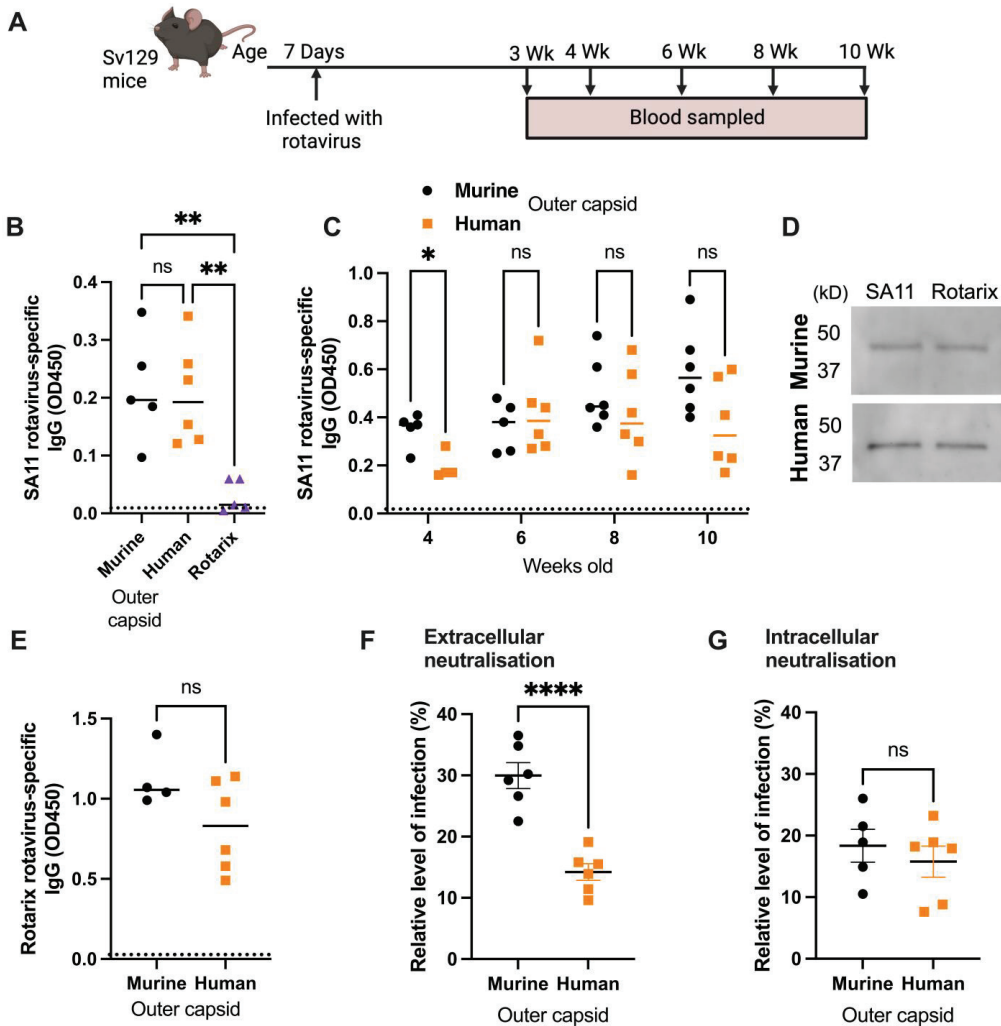 A
Sv129
mice
Age
7 Days
3 Wk
4 Wk
6 Wk
8 Wk
10 Wk
Infected with
rotavirus
Blood sampled
Murine
Human
Outer capsid
B
SA11 rotavirus-specific
IgG (OD450)
0.4
0.3
0.2
0.1
0.0
**
ns
**
Murine
Human
Rotarix
Outer
capsid
C
SA11 rotavirus-specific
IgG (OD450)
1.0
0.8
0.6
0.4
0.2
0.0
*
ns
ns
ns
4
6
8
10
Weeks old
D
(kD)
SA11
Rotarix
50
37
Murine
50
37
Human
E
Rotarix rotavirus-specific
IgG (OD450)
1.5
1.0
0.5
0.0
ns
Murine
Human
Outer capsid
F
Extracellular
neutralisation
Relative level of infection (%)
40
30
20
10
0
****
Murine
Human
Outer capsid
G
Intracellular
neutralisation
Relative level of infection (%)
40
30
20
10
0
ns
Murine
Human
Outer capsid